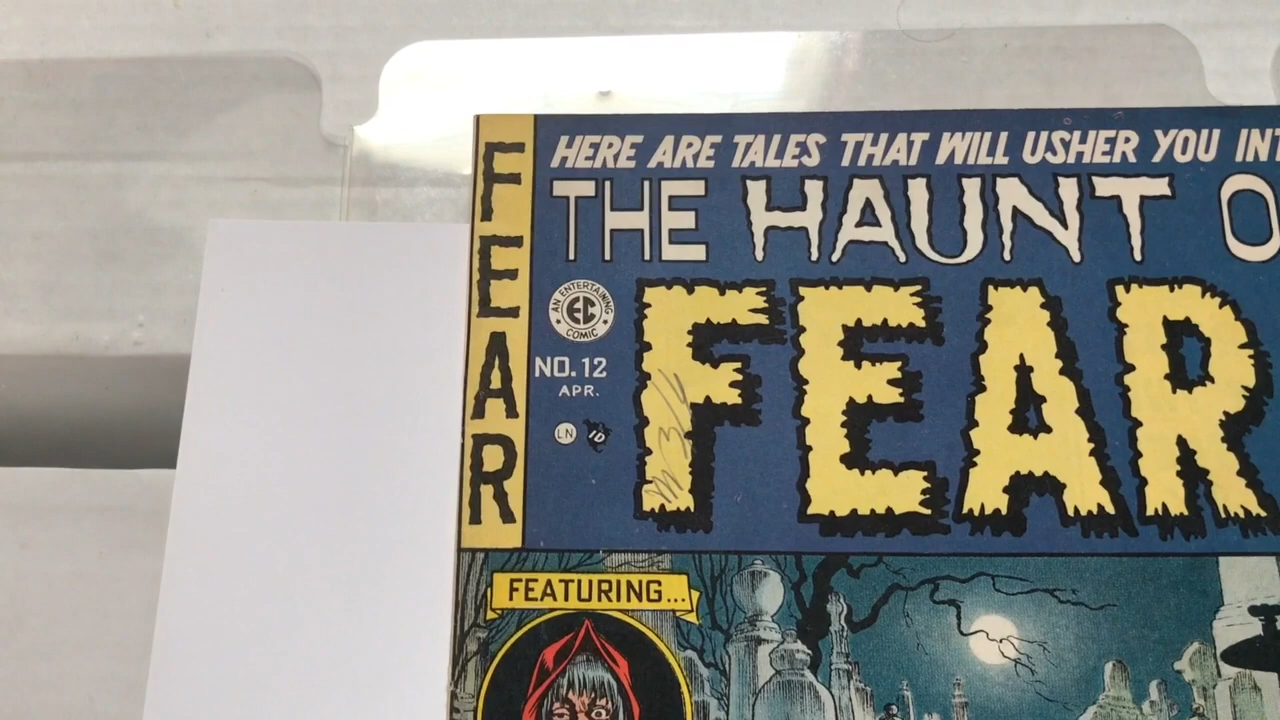 HERE ARE TALES THAT WILL USHER YOU
THE HAUNT
FEAR
FEAR
AN ENTERTAINING
EC
COMIC
NO. 12
APR.
LN
10
FEATURING...